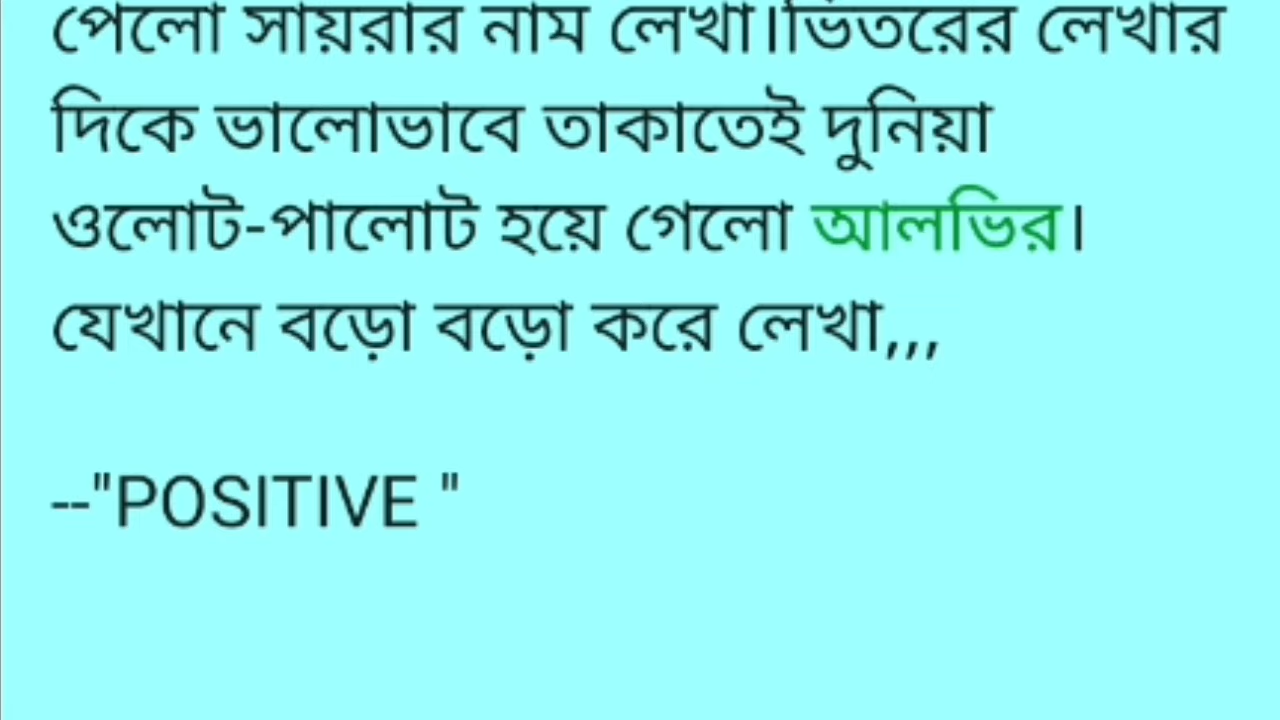 পেলো সায়রার নাম লেখা।ভিতরের লেখার
দিকে ভালোভাবে তাকাতেই দুনিয়া
ওলোট-পালোট হয়ে গেলো আলভির।
যেখানে বড়ো বড়ো করে লেখা,,,
--"POSITIVE "